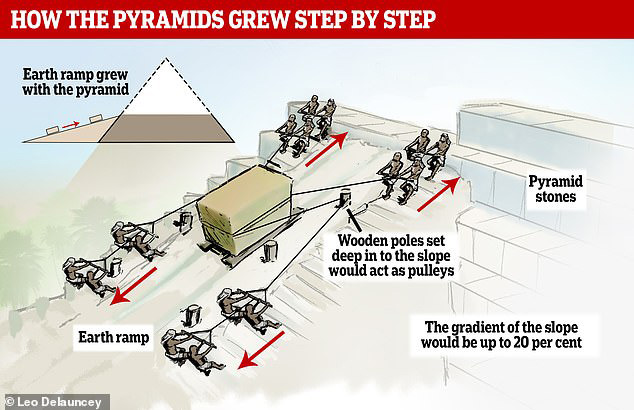 HOW THE PYRAMIDS GREW STEP BY STEP
Earth ramp grew
with the pyramid
Pyramid
stones
Wooden poles set
deep in to the slope
would act as pulleys
Earth ramp
The gradient of the slope
would be up to 20 per cent
© Leo Delauncey